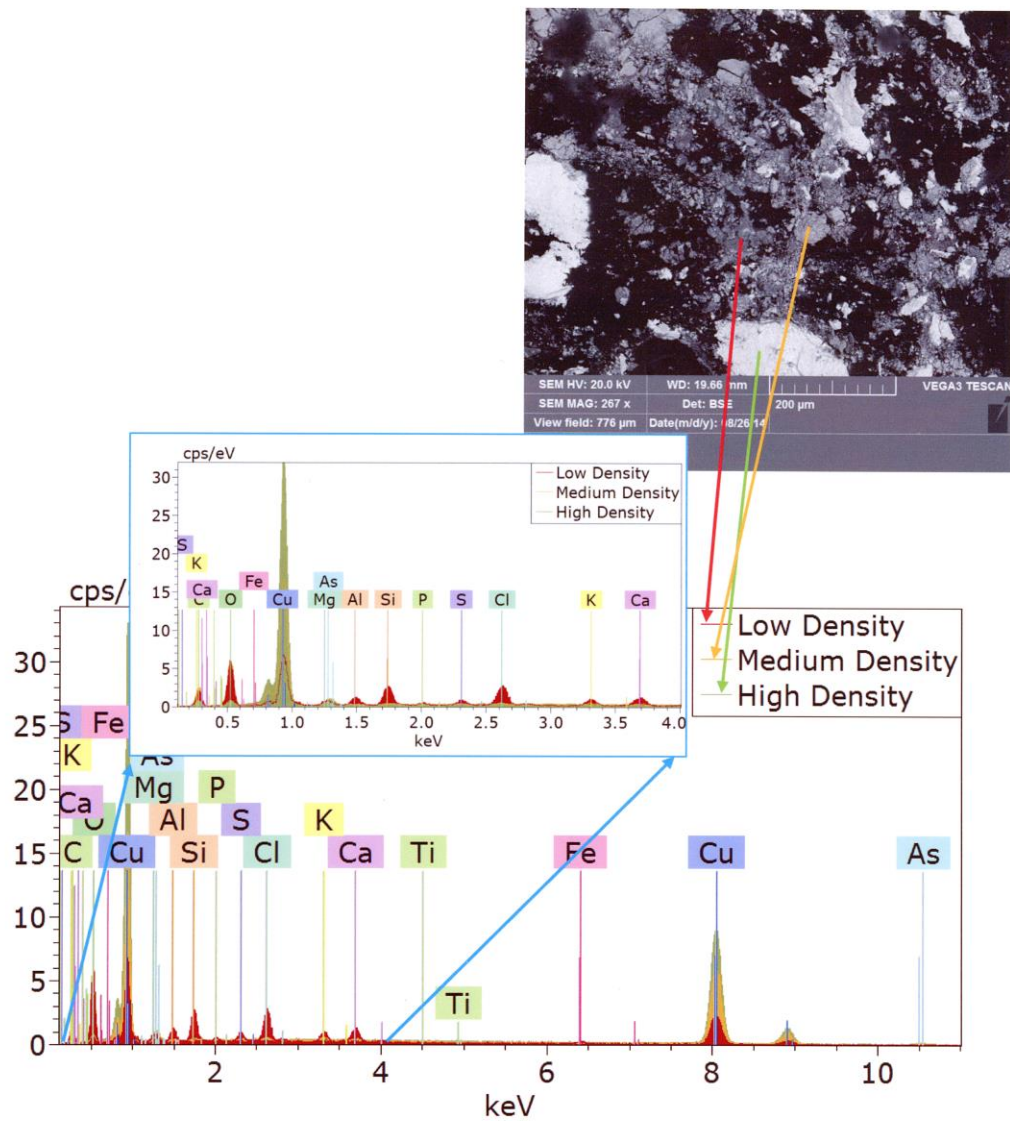 SEM HV: 20.0 kV WD: 19.66 mm VEGA3 TESCAN
SEM MAG: 267 x Det: BSE 200 µm
View field: 776 µm Date(m/d/y): 08/26/14
cps/eV
Low Density
Medium Density
High Density
30
25
20
15
10
5
0
S
K
Ca
C O Fe Cu As
Mg Al Si P S Cl K Ca
0.5 1.0 1.5 2.0 2.5 3.0 3.5 4.0
keV
cps/
Low Density
Medium Density
High Density
30
25
20
15
10
5
0
S Fe As
K Mg P
Ca O Al S K
C Cu Si Cl Ca Ti Fe Cu As
Ti
2 4 6 8 10
keV